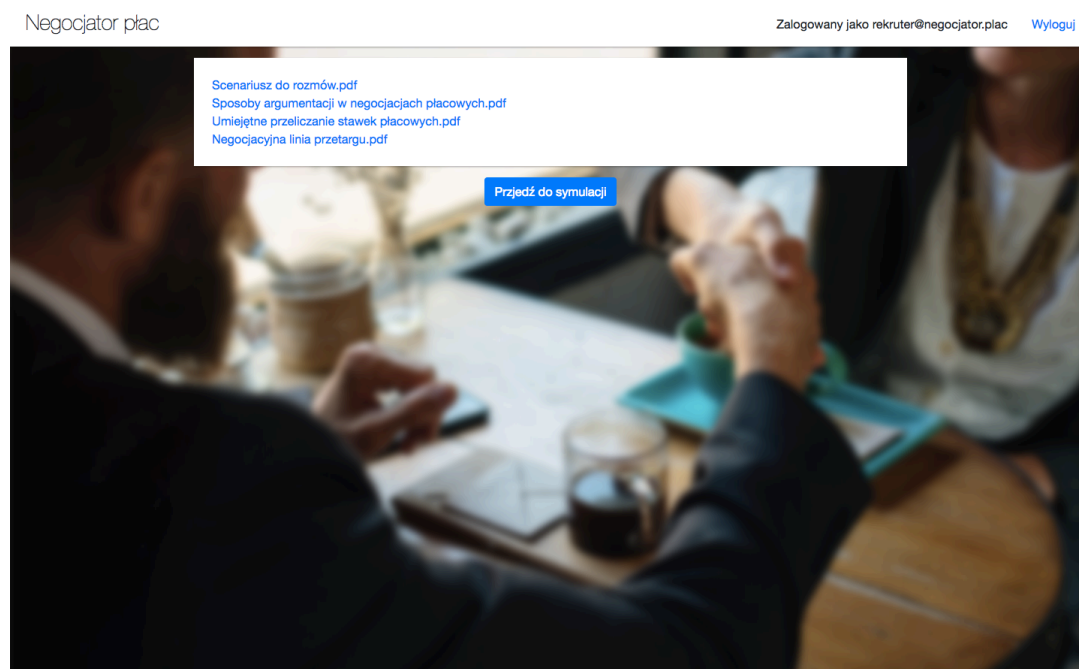 Negocjator płac
Zalogowany jako rekruter@negocjator.plac Wyloguj
Scenariusz do rozmów.pdf
Sposoby argumentacji w negocjacjach płacowych.pdf
Umiejętne przeliczanie stawek płacowych.pdf
Negocjacyjna linia przetargu.pdf
Przjedź do symulacji